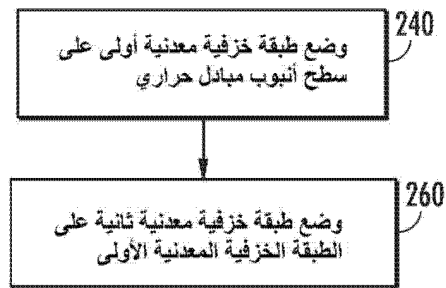 240
وضع طبقة خزفية معدنية أولى على
سطح أنبوب مبادل حراري
260
وضع طبقة خزفية معدنية ثانية على
الطبقة الخزفية المعدنية الأولى